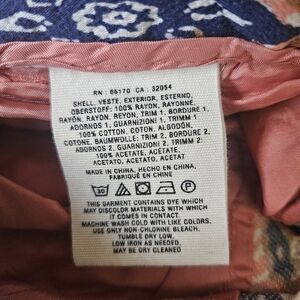 RN : 66170 CA : 32054
SHELL, VESTE, EXTERIOR, ESTERNO,
OBERSTOFF: 100% RAYON, RAYONNE,
RAYÓN, RAYON, REYON; TRIM 1, BORDURE 1,
ADORNOS 1, GUARNIZIONI 1, TRIMM 1:
100% COTTON, COTON, ALGODÓN,
COTONE, BAUMWOLLE; TRIM 2, BORDURE 2,
ADORNOS 2, GUARNIZIONI 2, TRIMM 2:
100% ACETATE, ACÉTATE,
ACETATO, ACETATO, ACETAT
MADE IN CHINA, HECHO EN CHINA,
FABRIQUÉ EN CHINE
30
THIS GARMENT CONTAINS DYE WHICH
MAY DISCOLOR MATERIALS WITH WHICH
IT COMES IN CONTACT.
MACHINE WASH COLD WITH LIKE COLORS.
USE ONLY NON-CHLORINE BLEACH.
TUMBLE DRY LOW.
LOW IRON AS NEEDED.
MAY BE DRY CLEANED